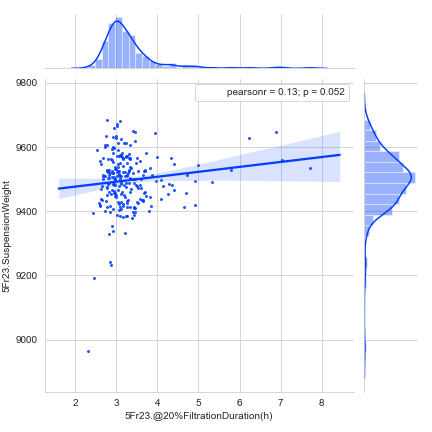 pearsonr = 0.13; p = 0.052
9800
9600
9400
9200
9000
5Fr23.SuspensionWeight
2 3 4 5 6 7 8
5Fr23.@20%FiltrationDuration(h)